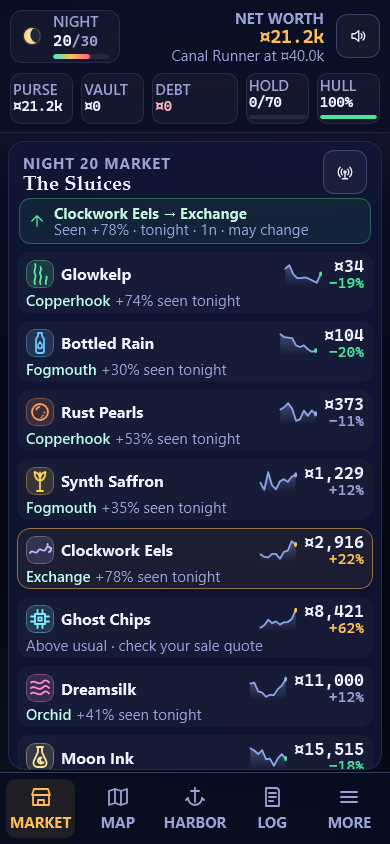 NIGHT
20/30
NET WORTH
¤21.2k
Canal Runner at ¤40.0k
PURSE
¤21.2k
VAULT
¤0
DEBT
¤0
HOLD
0/70
HULL
100%
NIGHT 20 MARKET
The Sluices
Clockwork Eels → Exchange
Seen +78% · tonight · 1n · may change
Glowkelp
¤34
−19%
Copperhook +74% seen tonight
Bottled Rain
¤104
−20%
Fogmouth +30% seen tonight
Rust Pearls
¤373
−11%
Copperhook +53% seen tonight
Synth Saffron
¤1,229
+12%
Fogmouth +35% seen tonight
Clockwork Eels
¤2,916
+22%
Exchange +78% seen tonight
Ghost Chips
¤8,421
+62%
Above usual · check your sale quote
Dreamsilk
¤11,000
+12%
Orchid +41% seen tonight
Moon Ink
¤15,515
−18%
MARKET
MAP
HARBOR
LOG
MORE